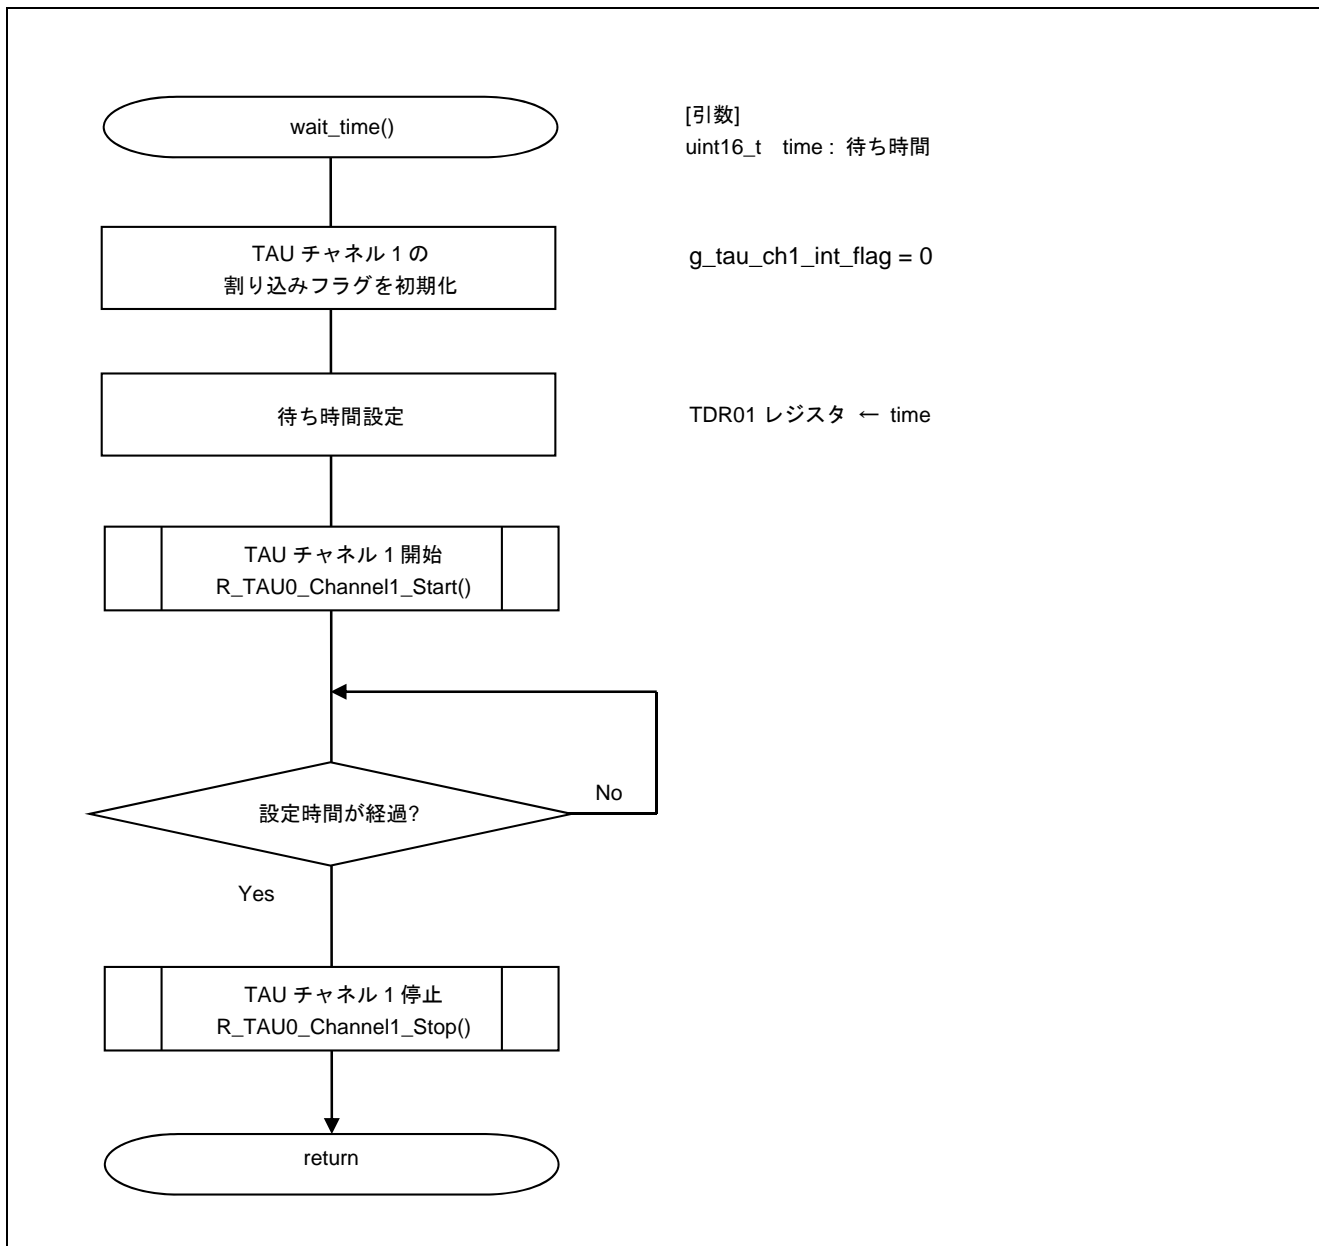 wait_time()
[引数]
uint16_t time : 待ち時間
TAU チャネル 1 の
割り込みフラグを初期化
g_tau_ch1_int_flag = 0
待ち時間設定
TDR01 レジスタ ← time
TAU チャネル 1 開始
R_TAU0_Channel1_Start()
設定時間が経過?
No
Yes
TAU チャネル 1 停止
R_TAU0_Channel1_Stop()
return